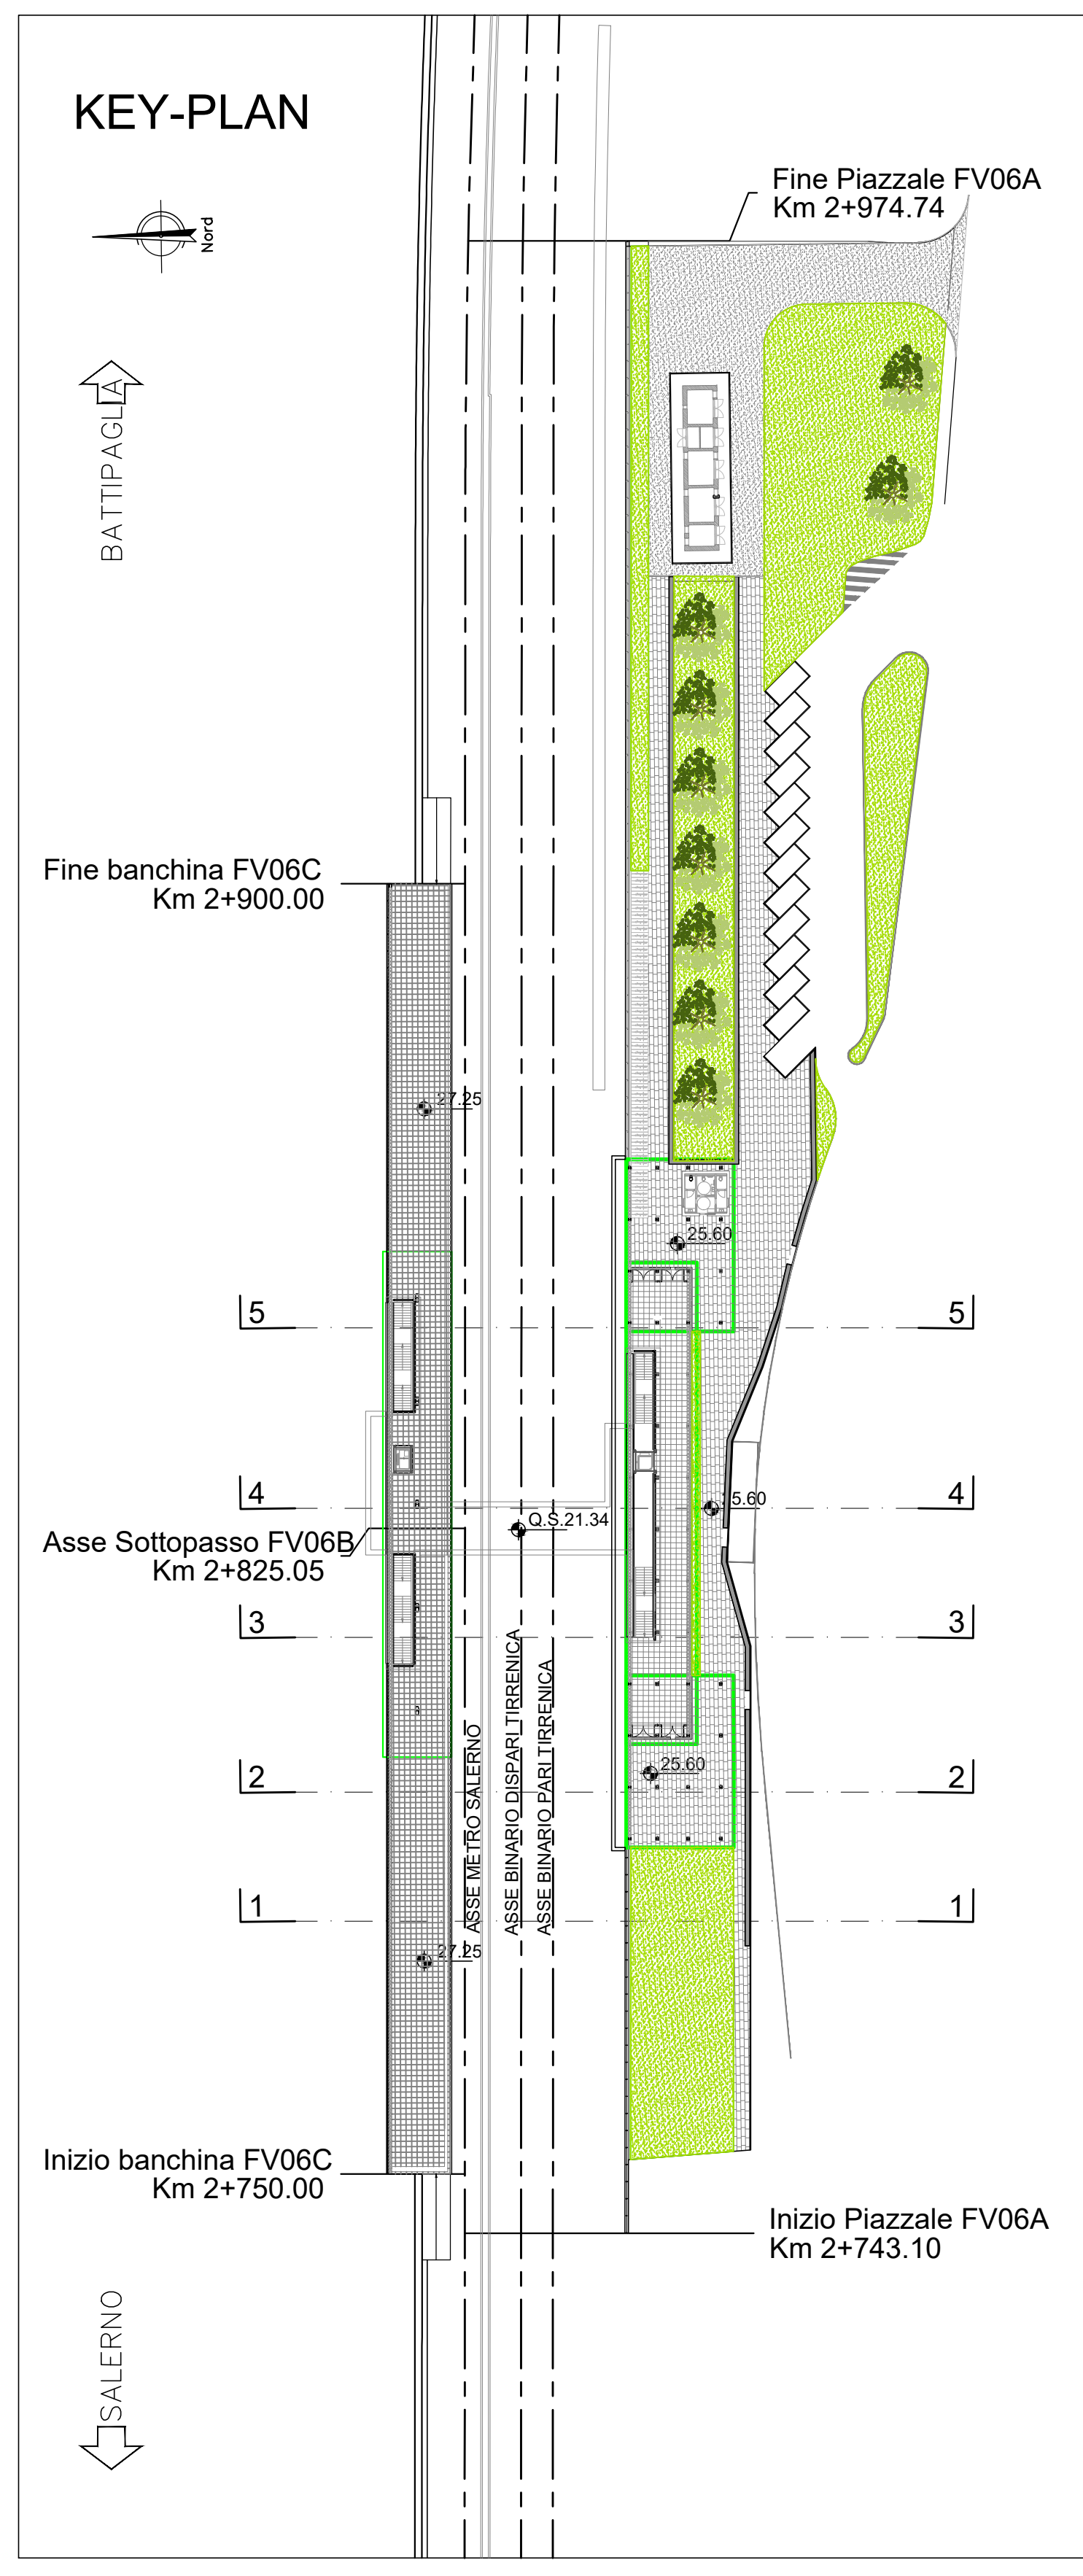 KEY-PLAN
Fine Piazzale FV06A
Km 2+974.74
Nord
BATTIPAGLIA
Fine banchina FV06C
Km 2+900.00
27.25
25.60
5
5
4
4
25.60
Q.S.21.34
Asse Sottopasso FV06B
Km 2+825.05
3
3
ASSE METRO SALERNO
ASSE BINARIO DISPARI TIRRENICA
ASSE BINARIO PARI TIRRENICA
25.60
2
2
1
1
27.25
Inizio banchina FV06C
Km 2+750.00
Inizio Piazzale FV06A
Km 2+743.10
SALERNO